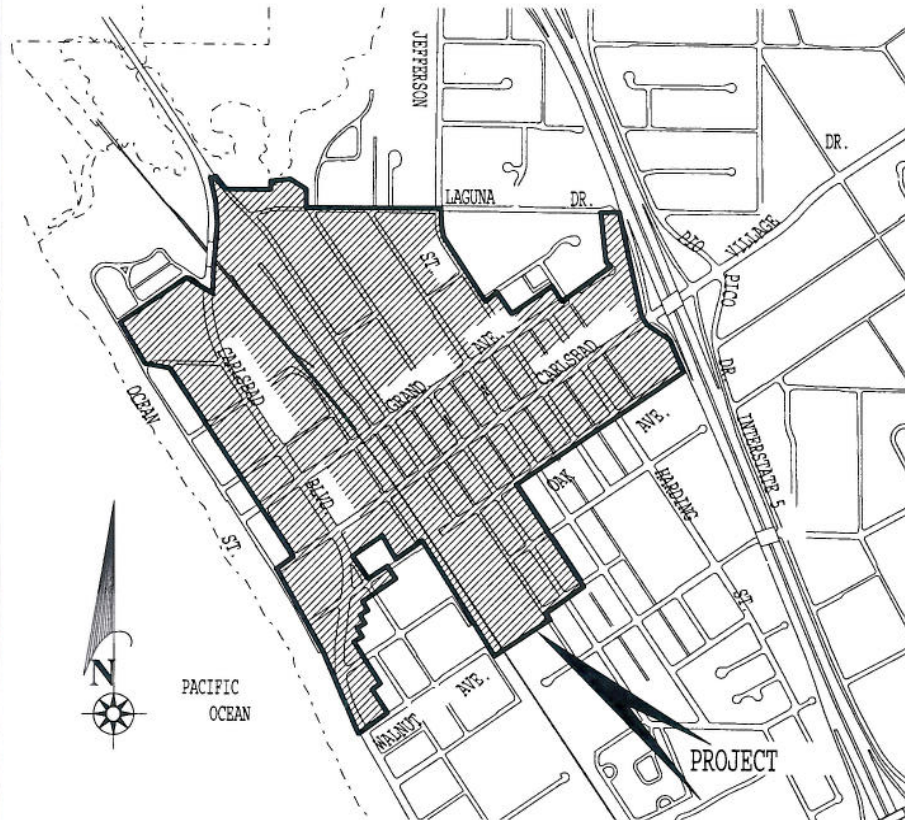 JEFFERSON
DR.
LAGUNA DR.
PIO
VILLAGE
ST.
PICO
AVE.
CARLSBAD
GRAND
CARLSBAD
DR.
OCEAN
AVE.
INTERSTATE 5
OAK
HARDING
BLVD
ST.
ST.
N
PACIFIC
OCEAN
AVE.
WALNUT
PROJECT